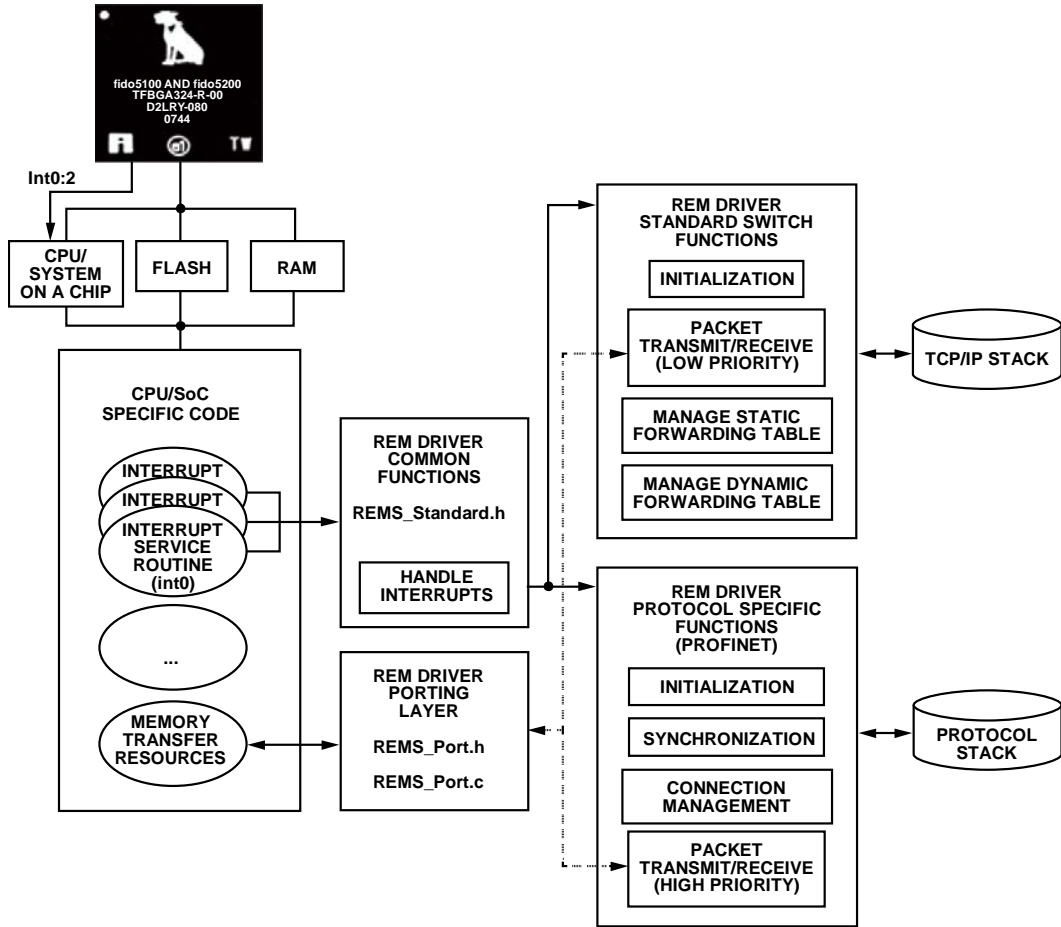 fido5100 AND fido5200
TFBGA324-R-00
D2LRY-080
0744
Int0:2
CPU/
SYSTEM
ON A CHIP
FLASH
RAM
CPU/SoC
SPECIFIC CODE
INTERRUPT
INTERRUPT
INTERRUPT
SERVICE
ROUTINE
(int0)
...
MEMORY
TRANSFER
RESOURCES
REM DRIVER
COMMON
FUNCTIONS
REMS_Standard.h
HANDLE
INTERRUPTS
REM DRIVER
PORTING
LAYER
REMS_Port.h
REMS_Port.c
REM DRIVER
STANDARD SWITCH
FUNCTIONS
INITIALIZATION
PACKET
TRANSMIT/RECEIVE
(LOW PRIORITY)
MANAGE STATIC
FORWARDING TABLE
MANAGE DYNAMIC
FORWARDING TABLE
TCP/IP STACK
REM DRIVER
PROTOCOL SPECIFIC
FUNCTIONS
(PROFINET)
INITIALIZATION
SYNCHRONIZATION
CONNECTION
MANAGEMENT
PACKET
TRANSMIT/RECEIVE
(HIGH PRIORITY)
PROTOCOL
STACK